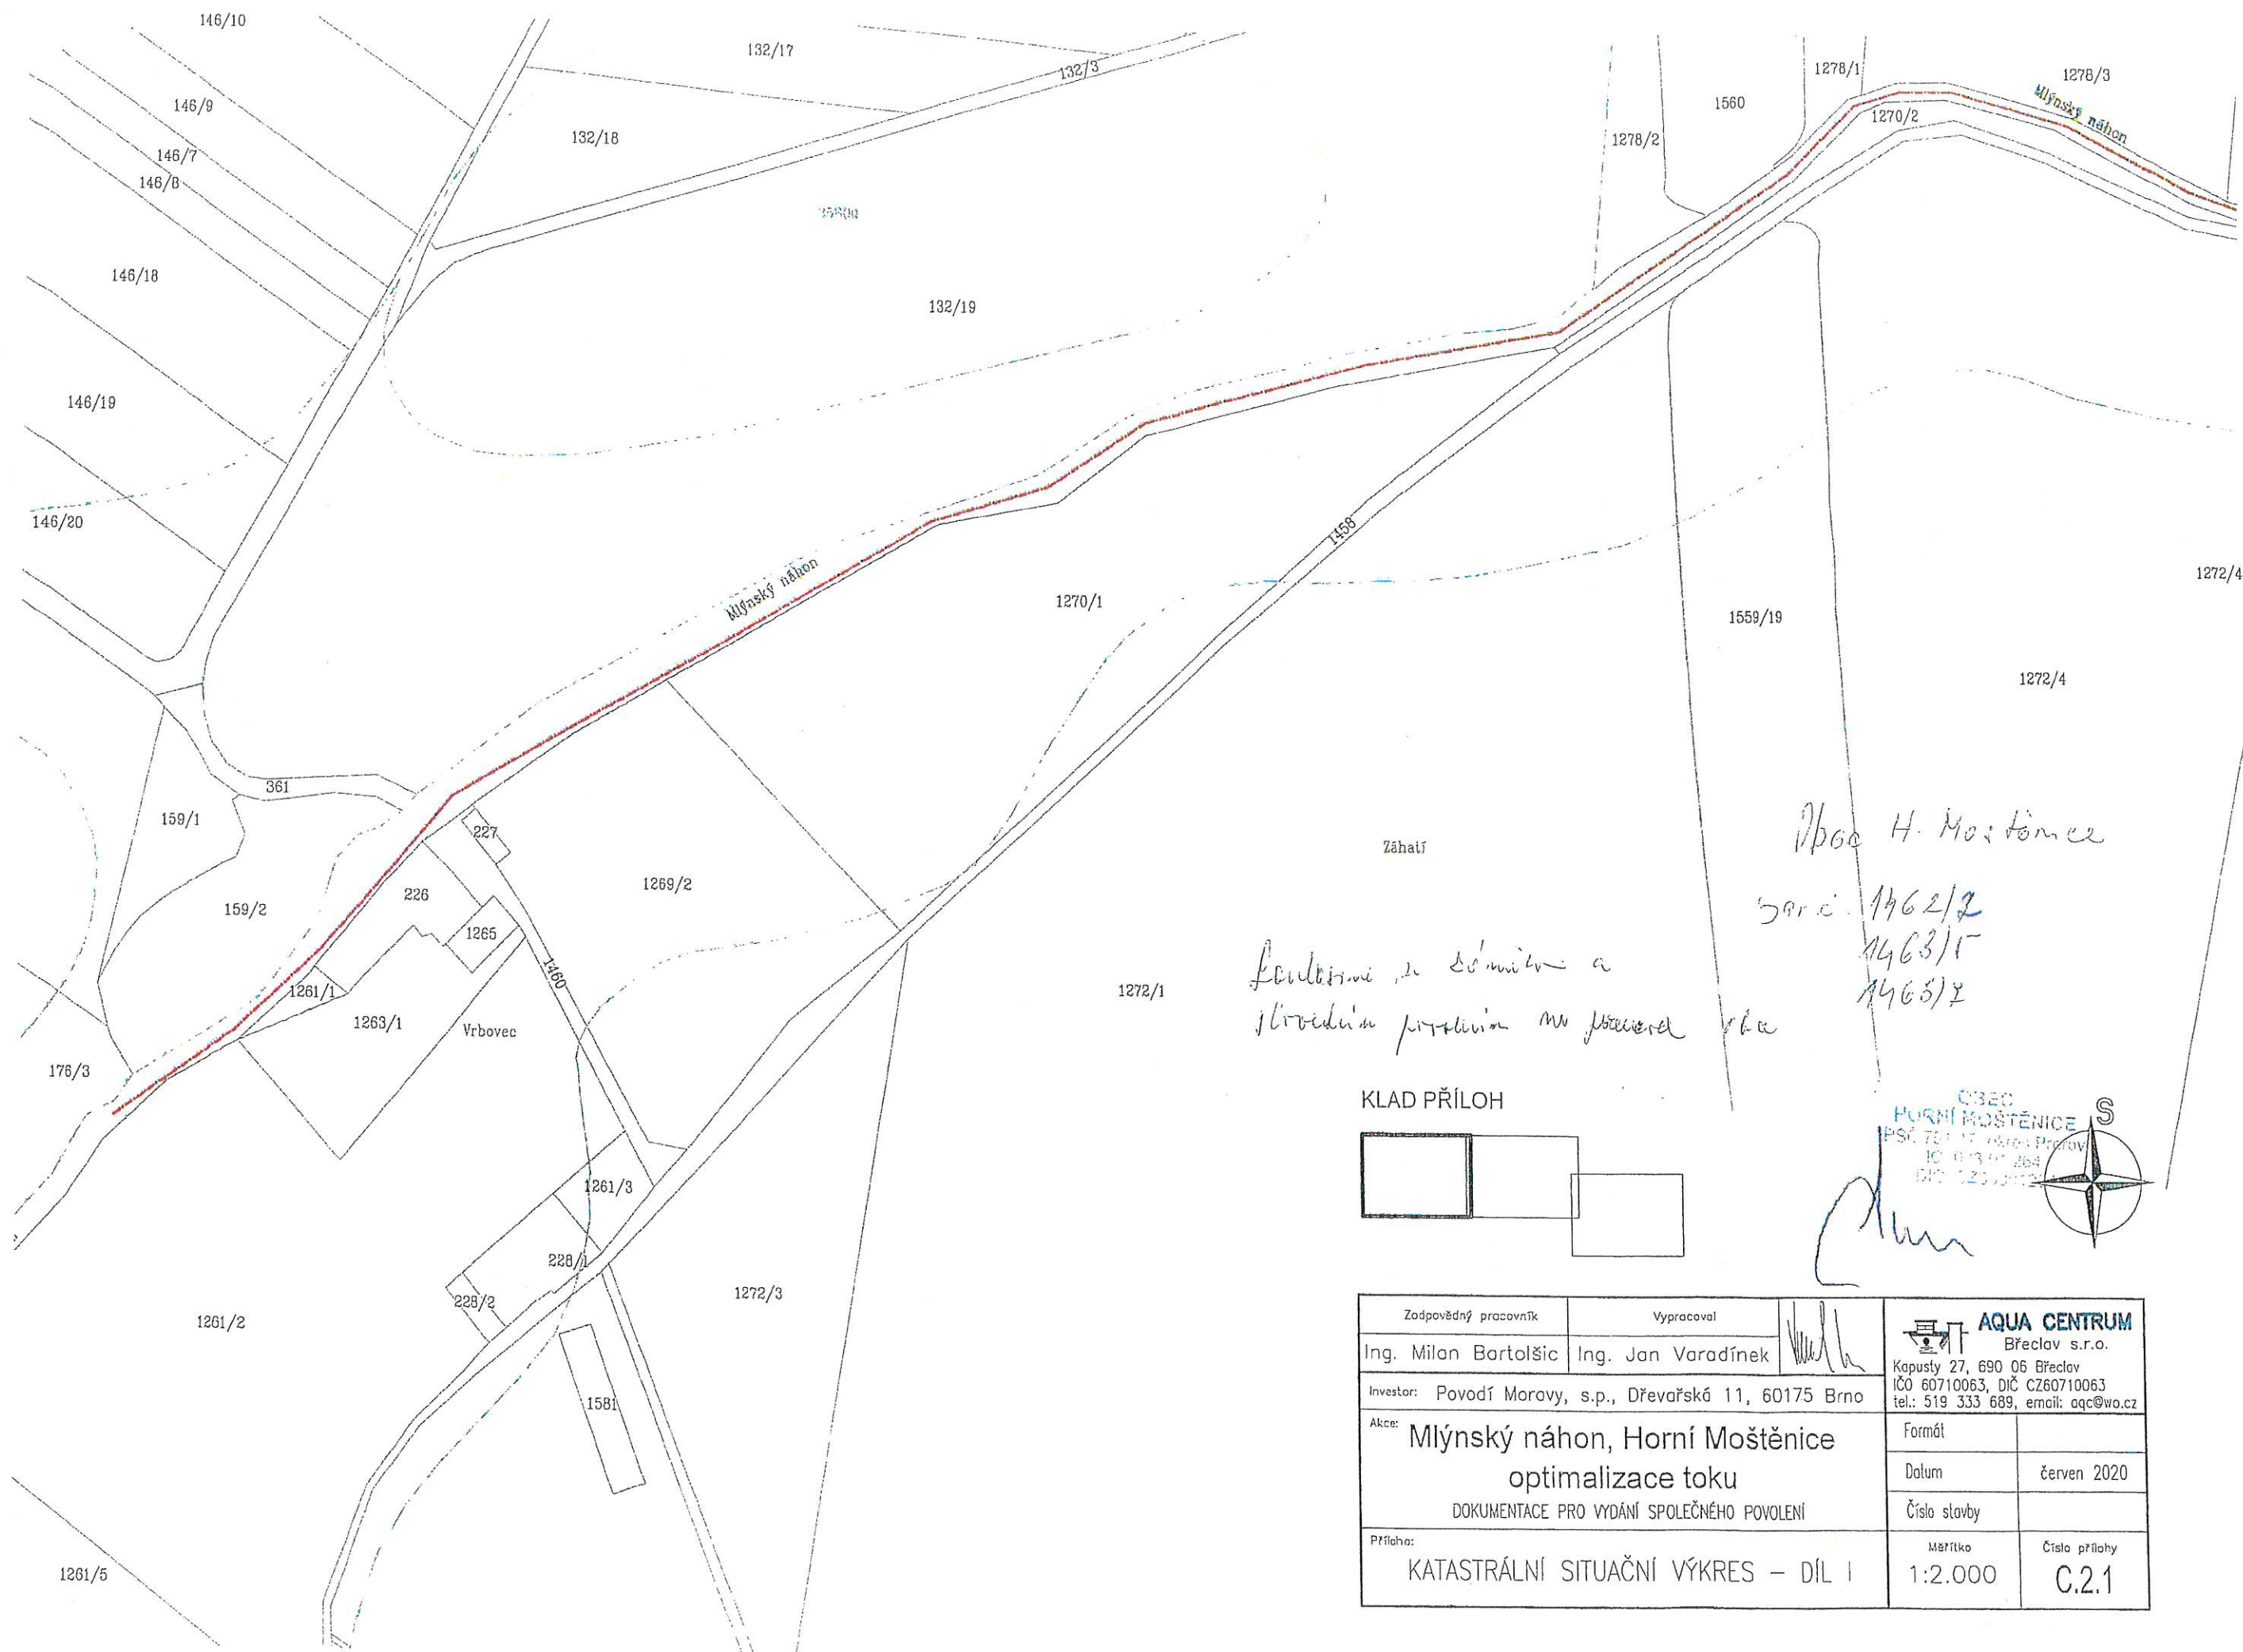 146/10
132/17
132/3
1278/1
1278/3
146/9
1560
Mlýnský náhon
1270/2
132/18
1278/2
146/7
146/8
146/18
132/19
146/19
146/20
1458
Mlýnský náhon
1270/1
1272/4
1559/19
1272/4
361
159/1
227
Záhatí
226
1269/2
159/2
1265
1460
1261/1
1263/1
Vrbovec
1272/1
176/3
1261/3
228/1
228/2
1272/3
1261/2
1581
1261/5
Obec H. Moštěnice
1462/2
a
KLAD PŘÍLOH
OBEC
HORNÍ MOŠTĚNICE
S
Zodpovědný pracovník
Vypracoval
Ing. Milan Bartolšic
Ing. Jan Varadínek
AQUA CENTRUM
Břeclav s.r.o.
Kapusty 27, 690 06 Břeclav
IČO 60710063, DIČ CZ60710063
tel.: 519 333 689, email: aqc@wo.cz
Investor: Povodí Moravy, s.p., Dřevařská 11, 60175 Brno
Akce: Mlýnský náhon, Horní Moštěnice
optimalizace toku
DOKUMENTACE PRO VYDÁNÍ SPOLEČNÉHO POVOLENÍ
Formát
Datum
červen 2020
Číslo stavby
Příloha:
KATASTRÁLNÍ SITUAČNÍ VÝKRES – DÍL I
Měřítko
1:2.000
Číslo přílohy
C.2.1